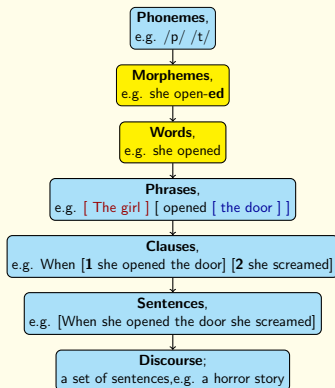 Phonemes,
e.g. /p/ /t/
Morphemes,
e.g. she open-ed
Words,
e.g. she opened
Phrases,
e.g. [ The girl ] [ opened [ the door ] ]
Clauses,
e.g. When [1 she opened the door] [2 she screamed]
Sentences,
e.g. [When she opened the door she screamed]
Discourse;
a set of sentences,e.g. a horror story